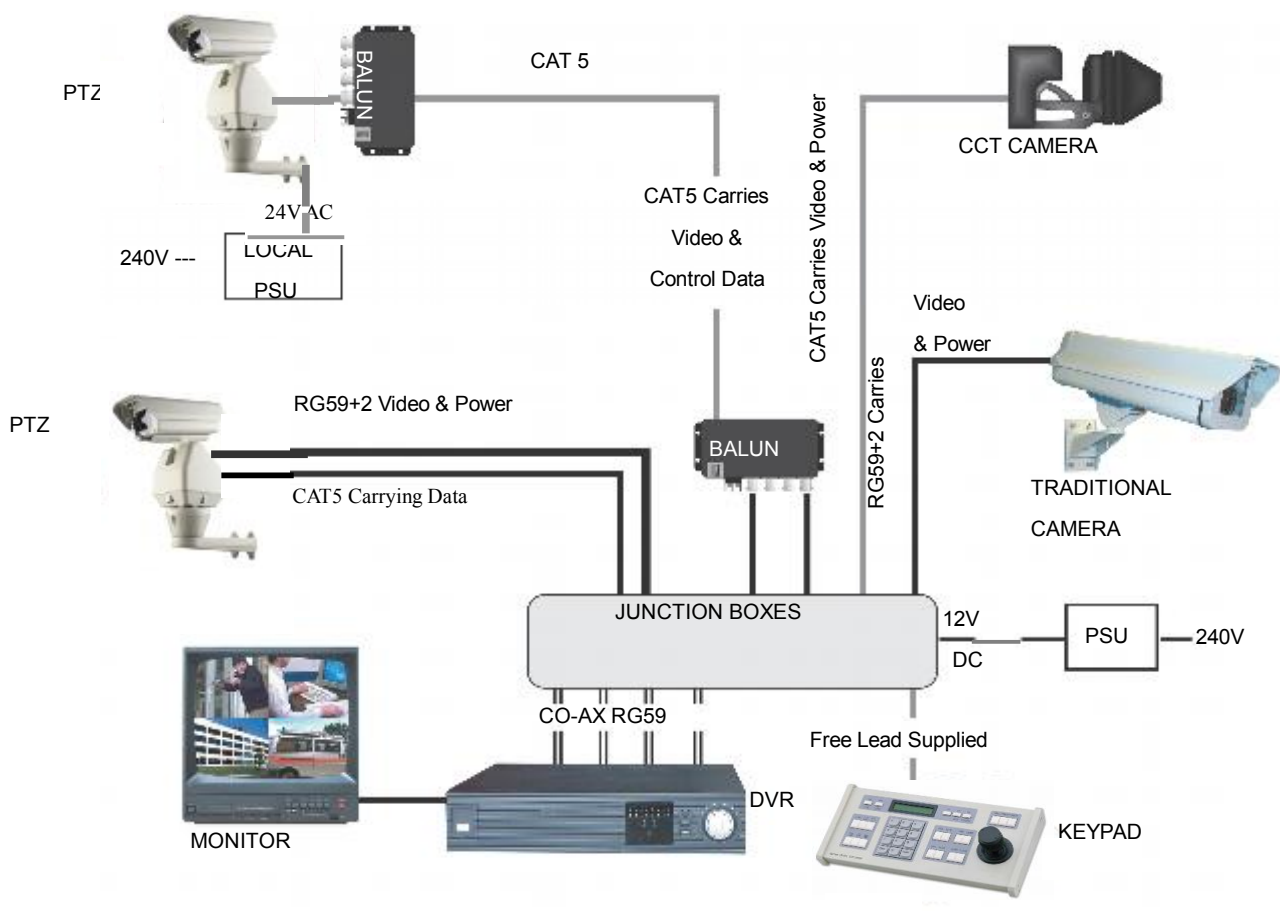 PTZ
BALUN
CAT 5
CCT CAMERA
24V AC
240V ---
LOCAL
PSU
CAT5 Carries
Video &
Control Data
CAT5 Carries Video & Power
RG59+2 Carries
Video
& Power
PTZ
RG59+2 Video & Power
CAT5 Carrying Data
BALUN
TRADITIONAL
CAMERA
JUNCTION BOXES
12V
DC
PSU
240V
CO-AX RG59
Free Lead Supplied
DVR
MONITOR
KEYPAD